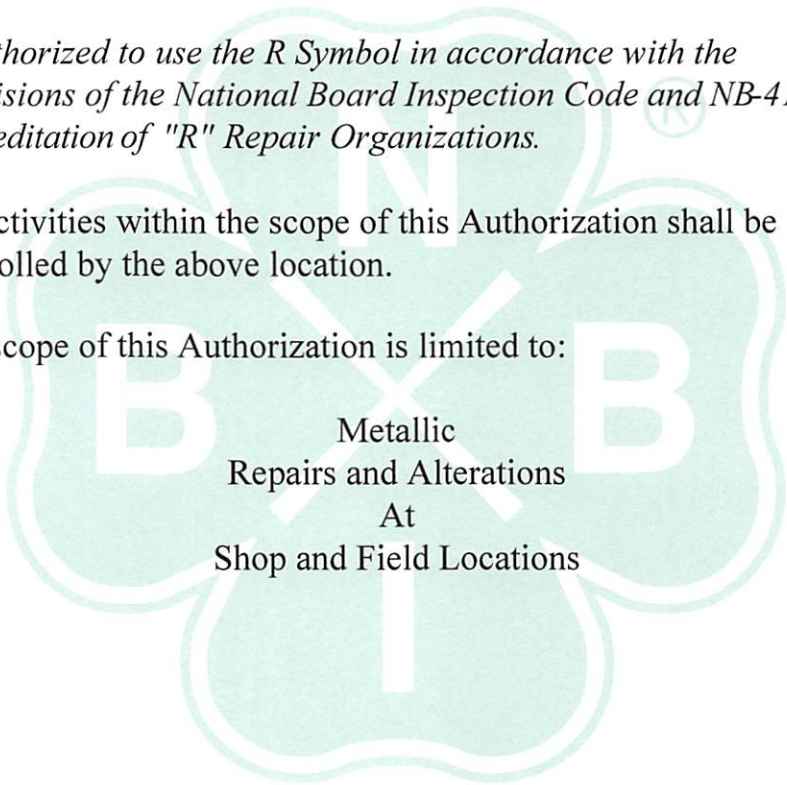 thorized to use the R Symbol in accordance with the
isions of the National Board Inspection Code and NB-41
editation of "R" Repair Organizations.
ctivities within the scope of this Authorization shall be
olled by the above location.
scope of this Authorization is limited to:
Metallic
Repairs and Alterations
At
Shop and Field Locations
N
B B
I
®